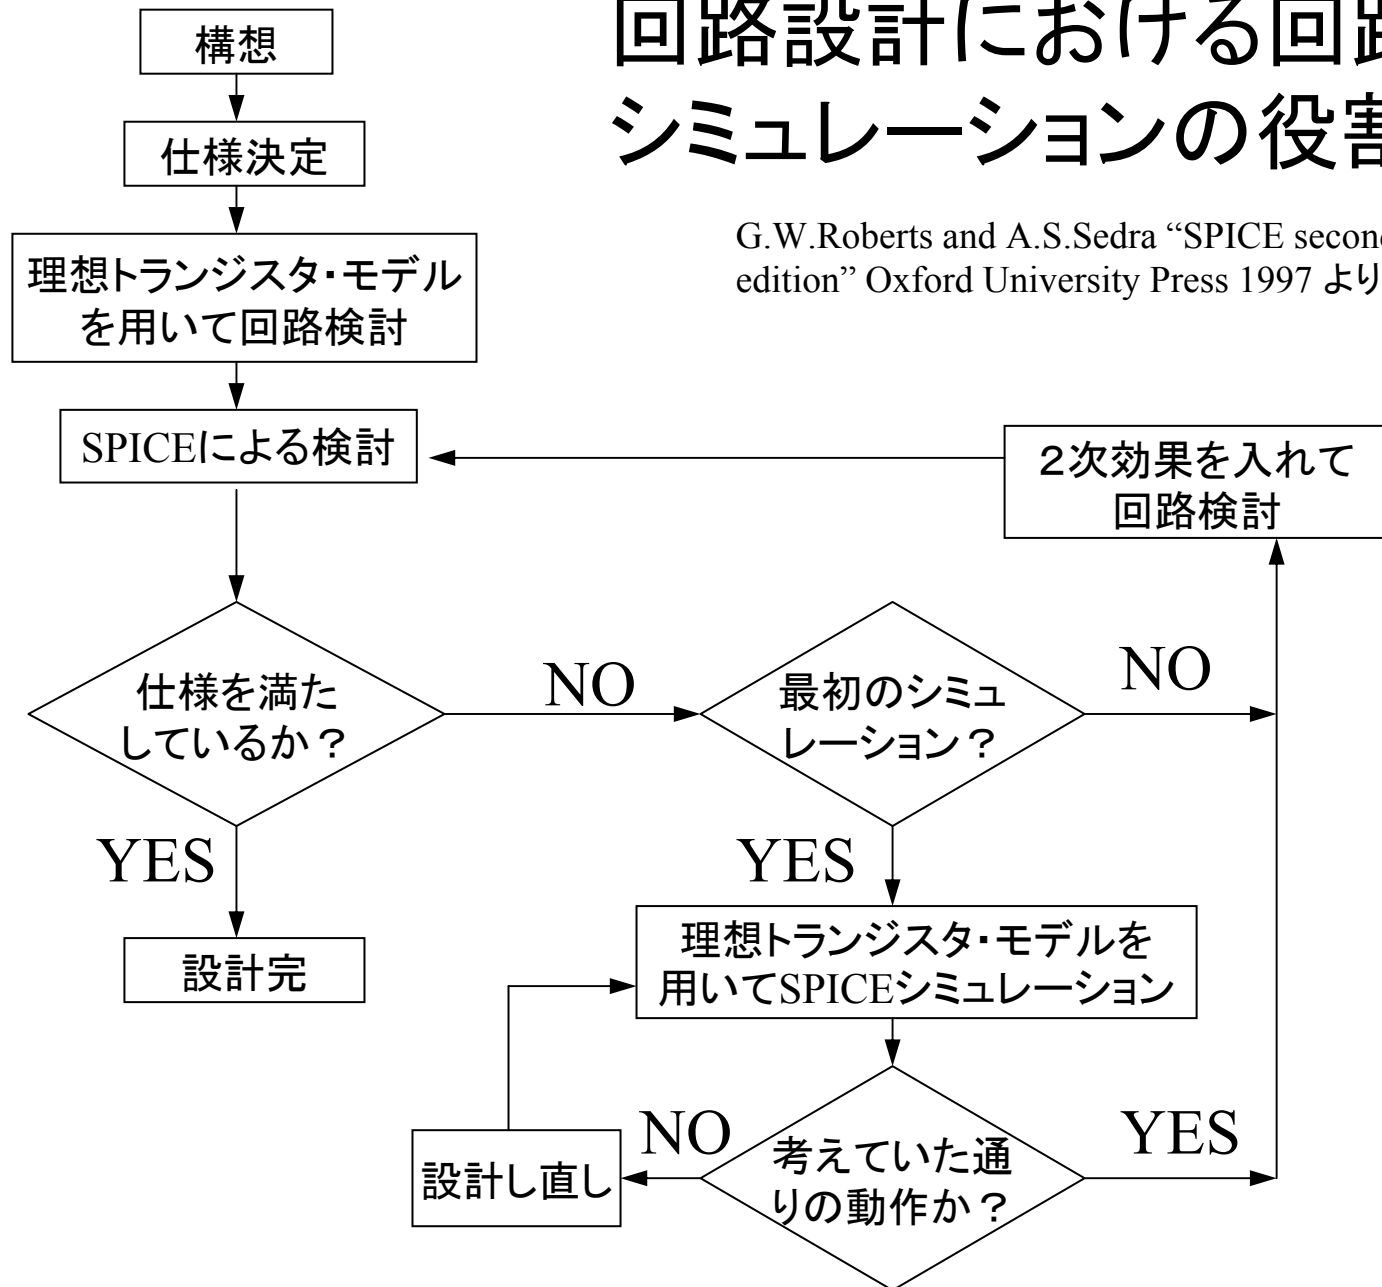 回路設計における回路
シミュレーションの役割
G.W.Roberts and A.S.Sedra “SPICE second
edition” Oxford University Press 1997 より
構想
仕様決定
理想トランジスタ・モデル
を用いて回路検討
SPICEによる検討
２次効果を入れて
回路検討
仕様を満た
しているか？
NO
最初のシミュ
レーション？
NO
YES
YES
設計完
理想トランジスタ・モデルを
用いてSPICEシミュレーション
設計し直し
NO
考えていた通
りの動作か？
YES